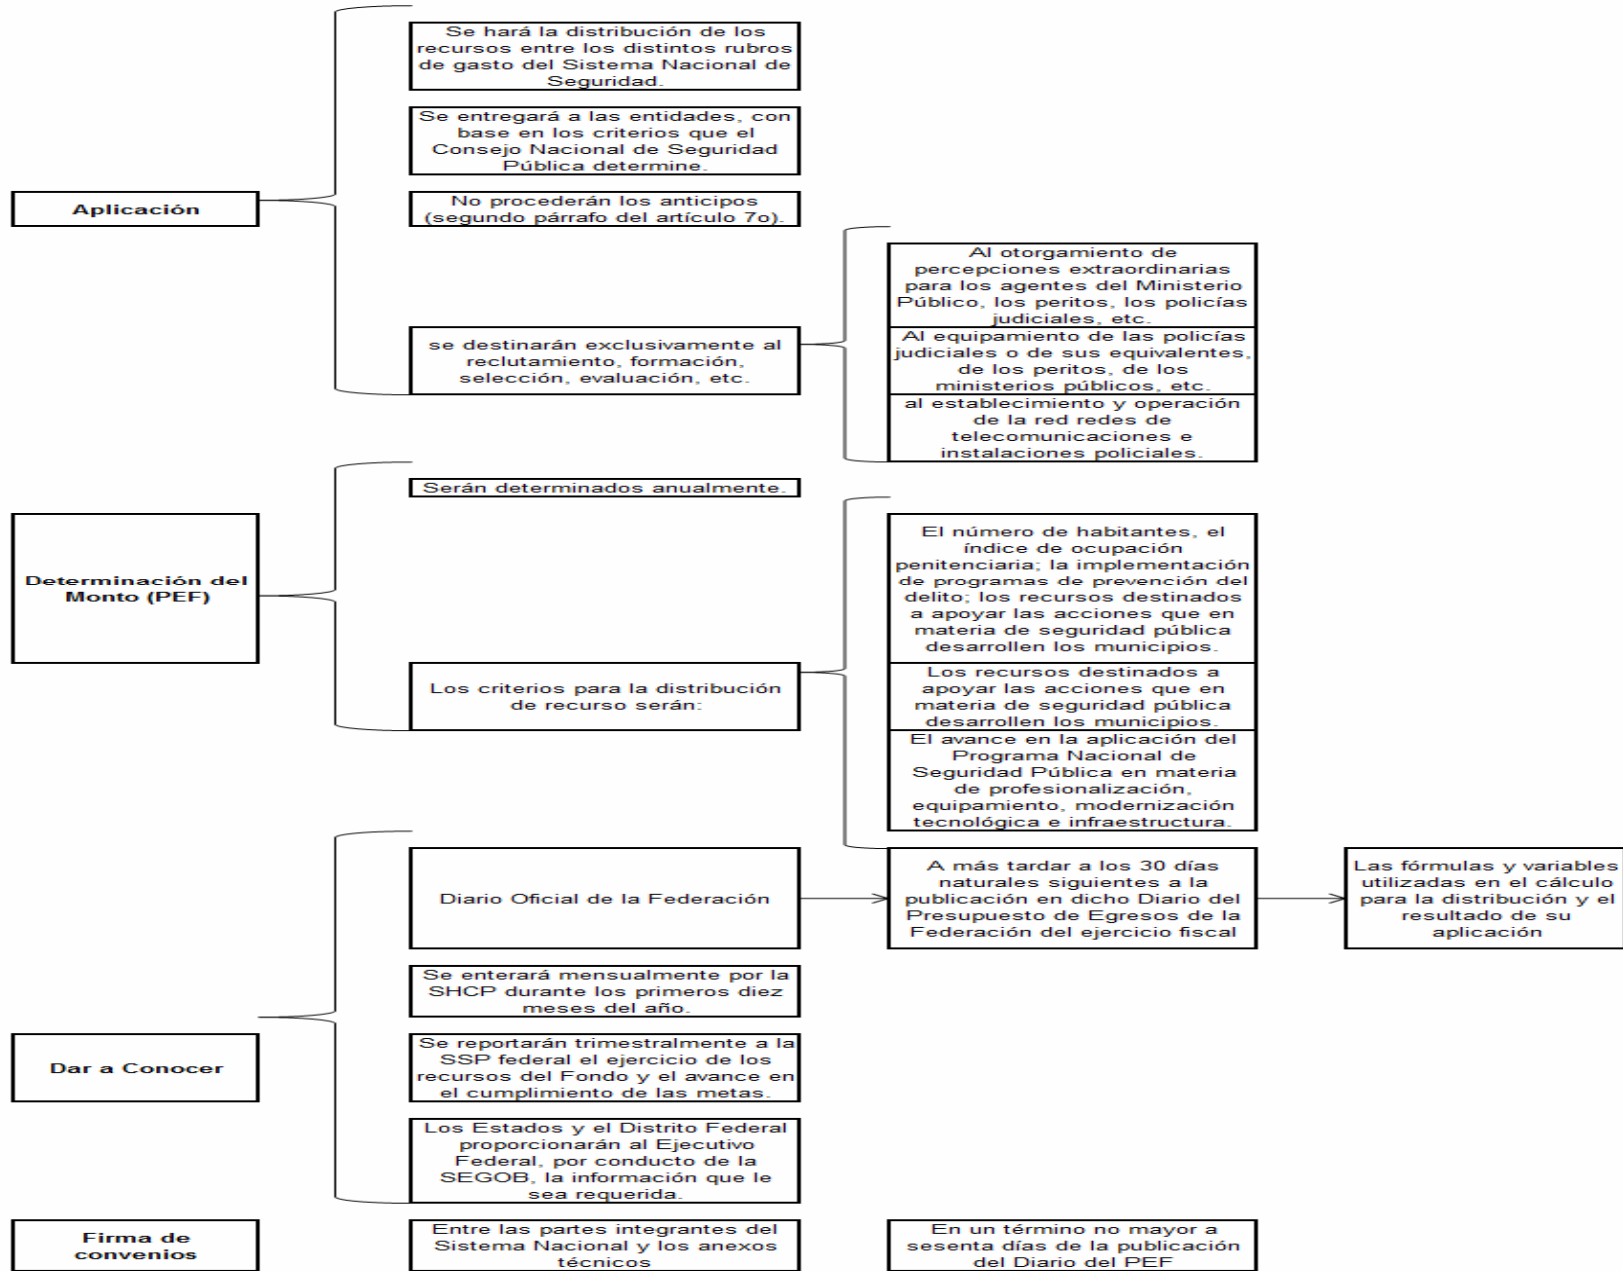 Aplicación
Se hará la distribución de los
recursos entre los distintos rubros
de gasto del Sistema Nacional de
Seguridad.
Se entregará a las entidades, con
base en los criterios que el
Consejo Nacional de Seguridad
Pública determine.
No procederán los anticipos
(segundo párrafo del artículo 7o).
se destinarán exclusivamente al
reclutamiento, formación,
selección, evaluación, etc.
Al otorgamiento de
percepciones extraordinarias
para los agentes del Ministerio
Público, los peritos, los policías
judiciales, etc.
Al equipamiento de las policías
judiciales o de sus equivalentes,
de los peritos, de los
ministerios públicos, etc.
al establecimiento y operación
de la red redes de
telecomunicaciones e
instalaciones policiales.
Determinación del
Monto (PEF)
Serán determinados anualmente.
Los criterios para la distribución
de recurso serán:
El número de habitantes, el
índice de ocupación
penitenciaria; la implementación
de programas de prevención del
delito; los recursos destinados
a apoyar las acciones que en
materia de seguridad pública
desarrollen los municipios.
Los recursos destinados a
apoyar las acciones que en
materia de seguridad pública
desarrollen los municipios.
El avance en la aplicación del
Programa Nacional de
Seguridad Pública en materia
de profesionalización,
equipamiento, modernización
tecnológica e infraestructura.
Dar a Conocer
Diario Oficial de la Federación
A más tardar a los 30 días
naturales siguientes a la
publicación en dicho Diario del
Presupuesto de Egresos de la
Federación del ejercicio fiscal
Las fórmulas y variables
utilizadas en el cálculo
para la distribución y el
resultado de su
aplicación
Se enterará mensualmente por la
SHCP durante los primeros diez
meses del año.
Se reportarán trimestralmente a la
SSP federal el ejercicio de los
recursos del Fondo y el avance en
el cumplimiento de las metas.
Los Estados y el Distrito Federal
proporcionarán al Ejecutivo
Federal, por conducto de la
SEGOB, la información que le
sea requerida.
Firma de
convenios
Entre las partes integrantes del
Sistema Nacional y los anexos
técnicos
En un término no mayor a
sesenta días de la publicación
del Diario del PEF